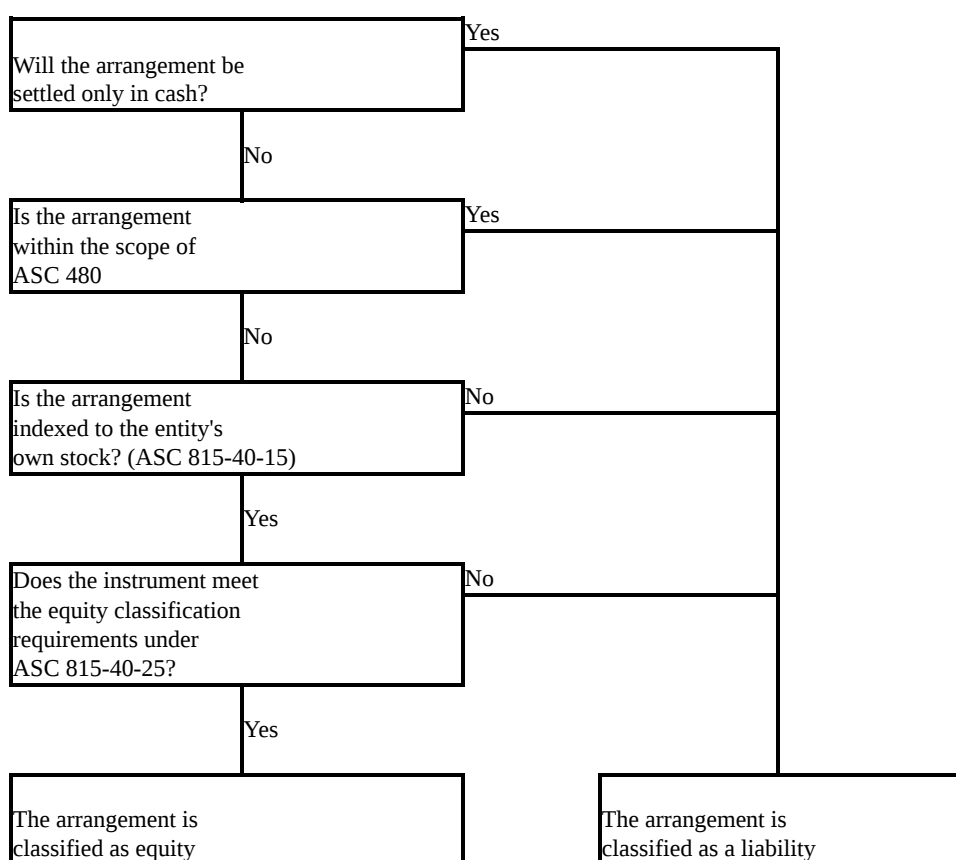 Yes
Will the arrangement be
settled only in cash?
No
Is the arrangement
within the scope of
ASC 480
Yes
No
Is the arrangement
indexed to the entity's
own stock? (ASC 815-40-15)
No
Yes
Does the instrument meet
the equity classification
requirements under
ASC 815-40-25?
No
Yes
The arrangement is
classified as equity
The arrangement is
classified as a liability